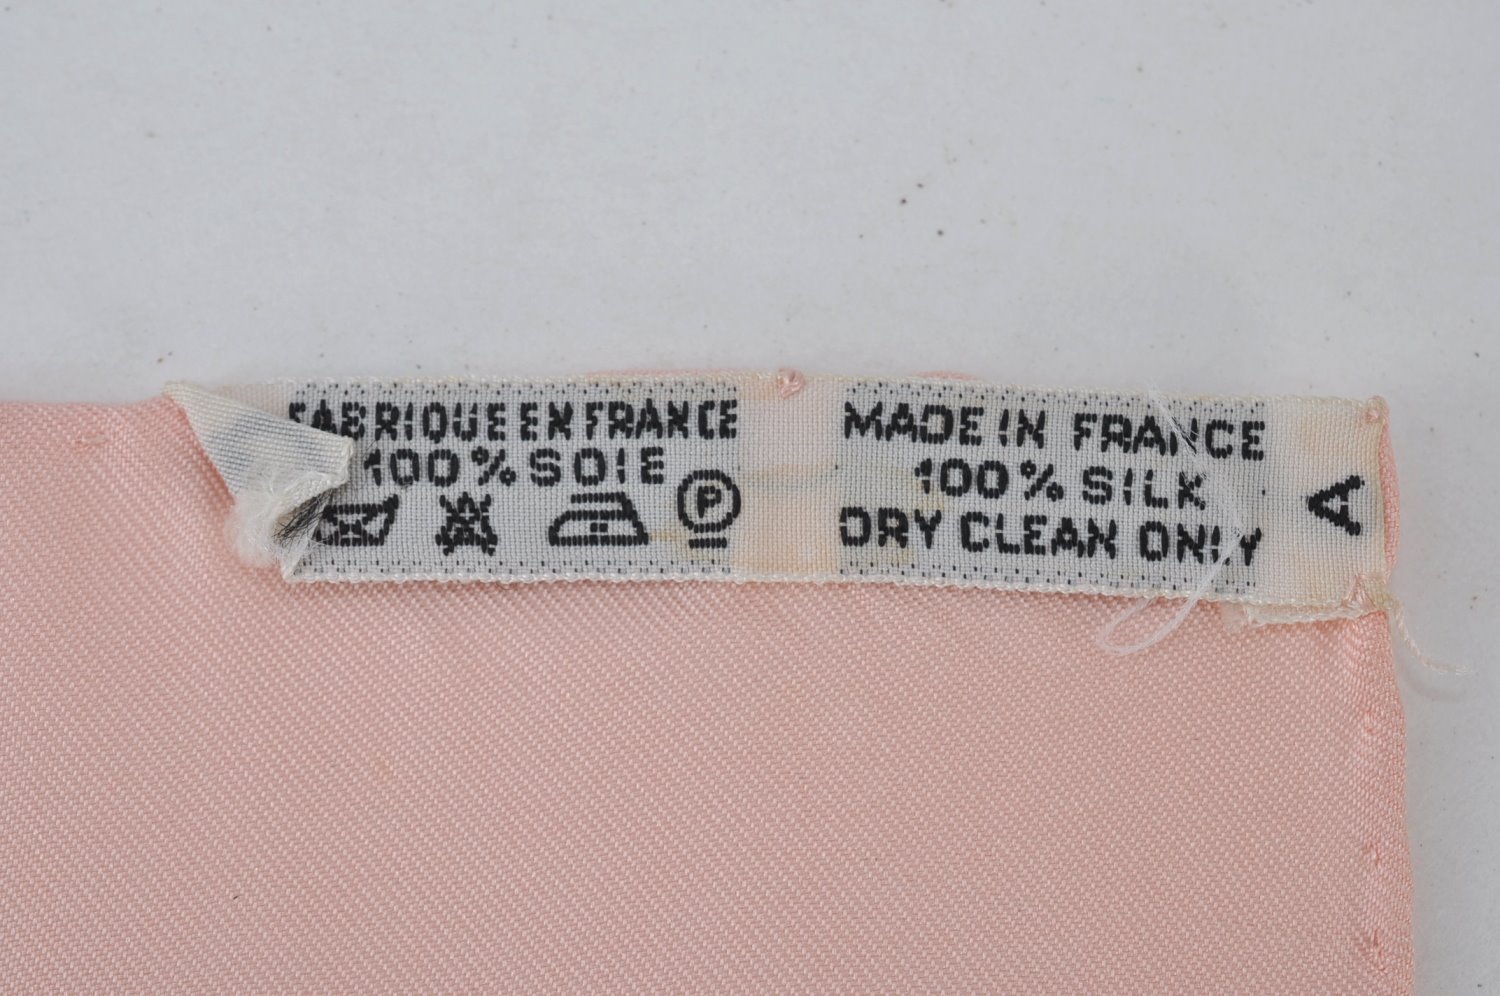 FABRIQUE EN FRANCE
100% SOIE
P
MADE IN FRANCE
100% SILK
DRY CLEAN ONLY
A